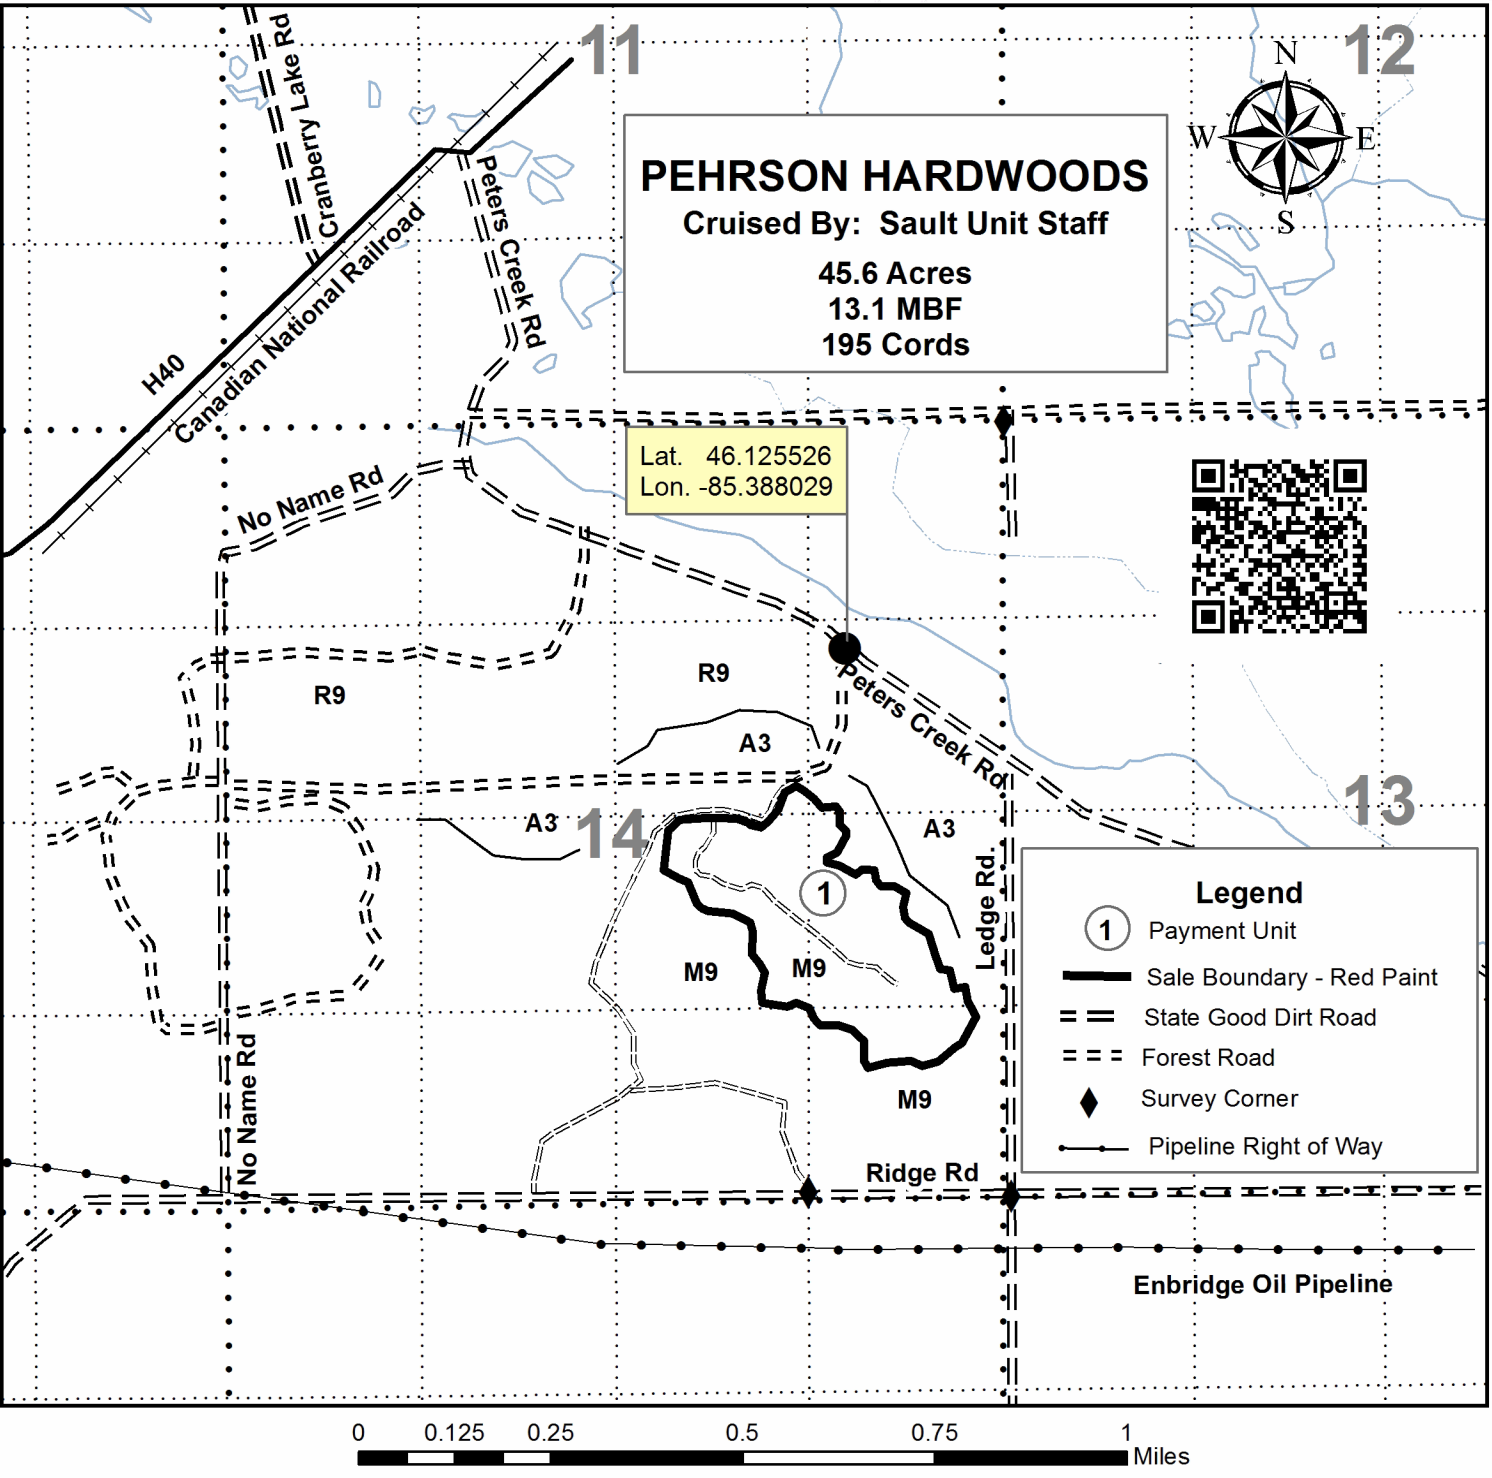 11
12
N
W E
S
Cranberry Lake Rd
PEHRSON HARDWOODS
Cruised By: Sault Unit Staff
45.6 Acres
13.1 MBF
195 Cords
Peters Creek Rd
H40
Canadian National Railroad
Lat. 46.125526
Lon. -85.388029
No Name Rd
R9
R9
Peters Creek Rd
A3
A3
14
A3
13
1
M9
M9
M9
Ledge Rd.
Legend
1 Payment Unit
Sale Boundary - Red Paint
State Good Dirt Road
Forest Road
Survey Corner
Pipeline Right of Way
No Name Rd
Ridge Rd
Enbridge Oil Pipeline
0 0.125 0.25 0.5 0.75 1
Miles